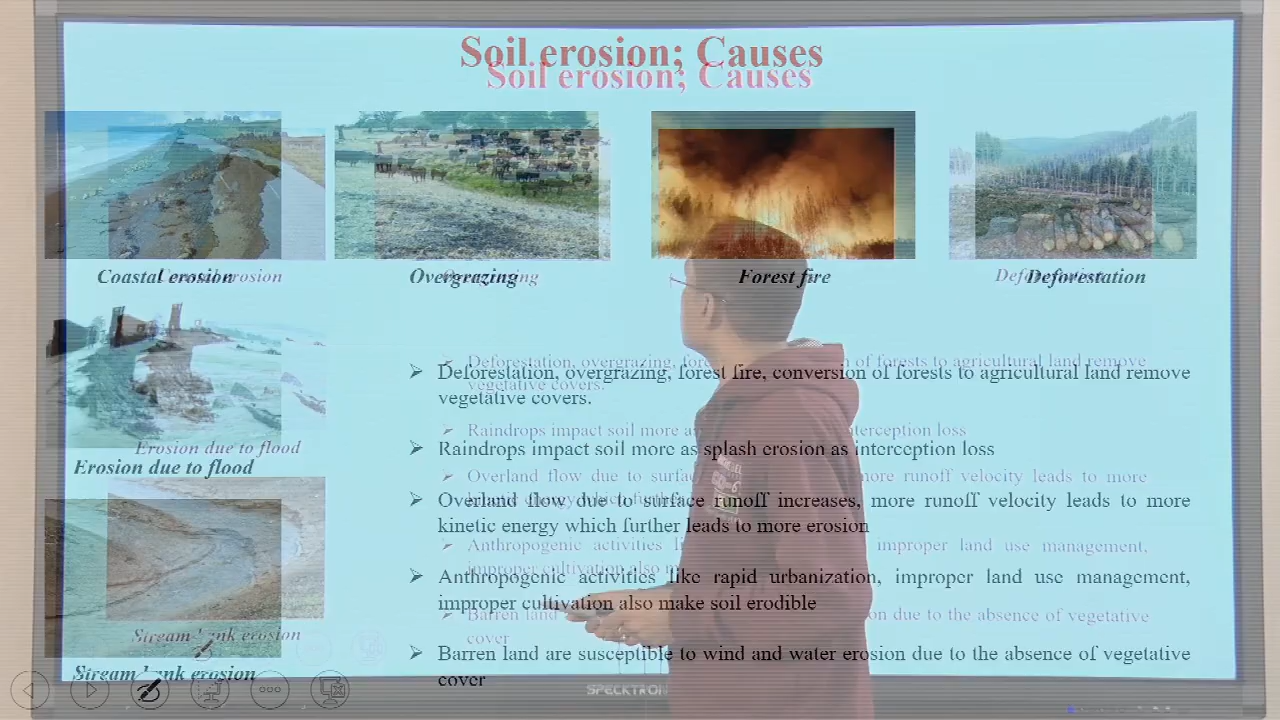 Soil erosion; Causes
Soil erosion; Causes
Coastal erosion
Overgrazing
Forest fire
Deforestation
Deforestation, overgrazing, forest fire, conversion of forests to agricultural land remove
vegetative covers.
Raindrops impact soil more as splash erosion as interception loss
Erosion due to flood
Erosion due to flood
Overland flow due to surface runoff increases, more runoff velocity leads to more
kinetic energy which further leads to more erosion
Anthropogenic activities like rapid urbanization, improper land use management,
improper cultivation also make soil erodible
Stream bank erosion
Stream bank erosion
Barren land are susceptible to wind and water erosion due to the absence of vegetative
cover
SPECKTRON